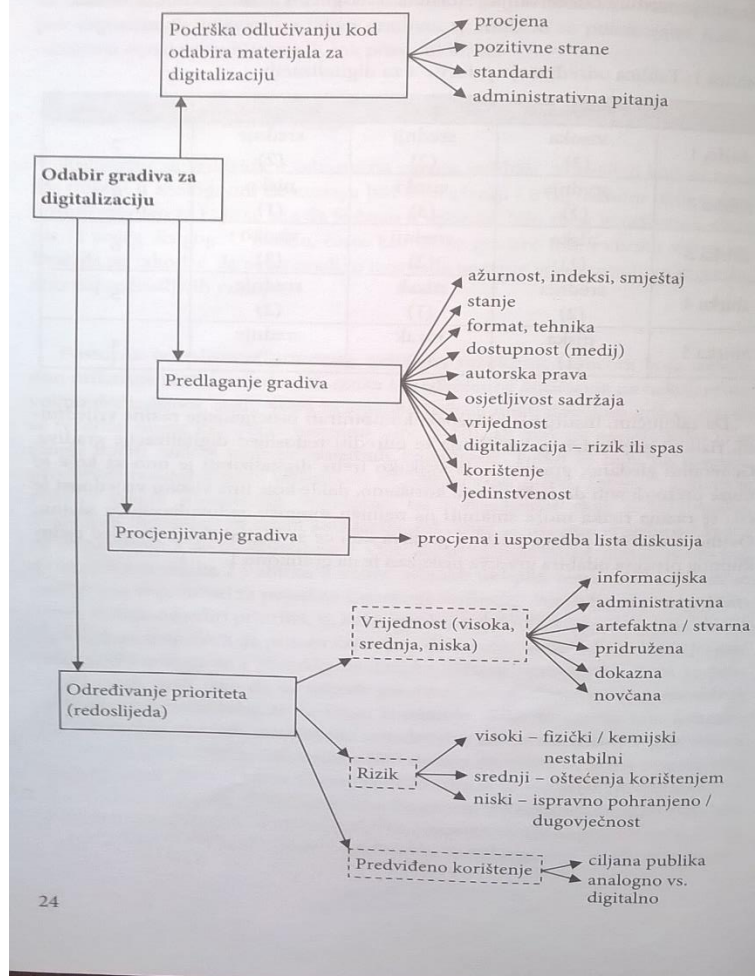 Podrška odlučivanju kod
odabira materijala za
digitalizaciju
procjena
pozitivne strane
standardi
administrativna pitanja
Odabir gradiva za
digitalizaciju
Predlaganje gradiva
ažurnost, indeksi, smještaj
stanje
format, tehnika
dostupnost (medij)
autorska prava
osjetljivost sadržaja
vrijednost
digitalizacija – rizik ili spas
korištenje
jedinstvenost
Procjenjivanje gradiva
procjena i usporedba lista diskusija
Određivanje prioriteta
(redoslijeda)
Vrijednost (visoka,
srednja, niska)
informacijska
administrativna
artefaktna / stvarna
pridružena
dokazna
novčana
Rizik
visoki – fizički / kemijski
nestabilni
srednji – oštećenja korištenjem
niski – ispravno pohranjeno /
dugovječnost
Predviđeno korištenje
ciljana publika
analogno vs.
digitalno
24